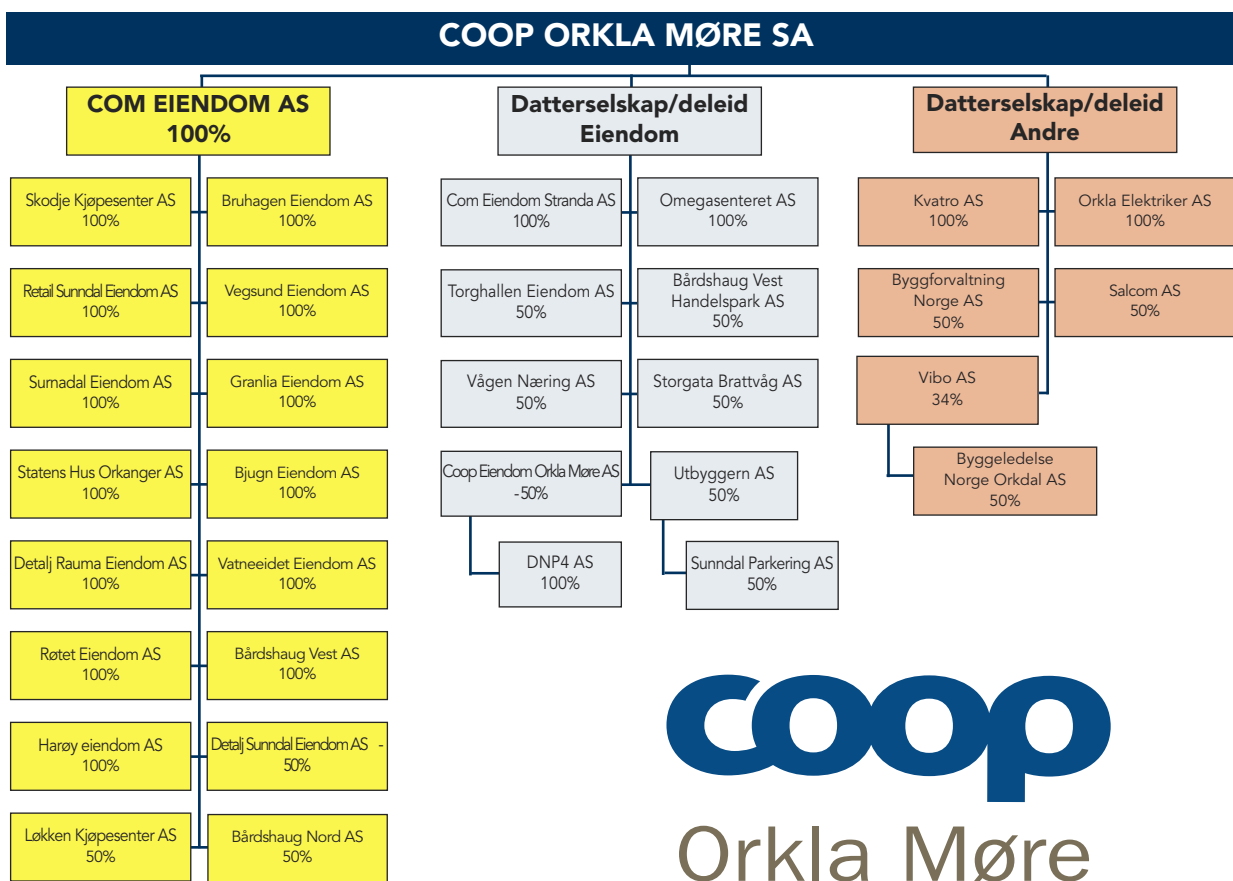 COOP ORKLA MØRE SA
COM EIENDOM AS
100%
Skodje Kjøpesenter AS
100%
Bruhagen Eiendom AS
100%
Retail Sunndal Eiendom AS
100%
Vegsund Eiendom AS
100%
Surnadal Eiendom AS
100%
Granlia Eiendom AS
100%
Statens Hus Orkanger AS
100%
Bjugn Eiendom AS
100%
Detalj Rauma Eiendom AS
100%
Vatneeidet Eiendom AS
100%
Røtet Eiendom AS
100%
Bårdshaug Vest AS
100%
Harøy eiendom AS
100%
Detalj Sunndal Eiendom AS -
50%
Løkken Kjøpesenter AS
50%
Bårdshaug Nord AS
50%
Datterselskap/deleid
Eiendom
Com Eiendom Stranda AS
100%
Omegasenteret AS
100%
Torghallen Eiendom AS
50%
Bårdshaug Vest
Handelspark AS
50%
Vågen Næring AS
50%
Storgata Brattvåg AS
50%
Coop Eiendom Orkla Møre AS
-50%
Utbyggern AS
50%
DNP4 AS
100%
Sunndal Parkering AS
50%
Datterselskap/deleid
Andre
Kvatro AS
100%
Orkla Elektriker AS
100%
Byggforvaltning
Norge AS
50%
Salcom AS
50%
Vibo AS
34%
Byggeledelse
Norge Orkdal AS
50%
coop
Orkla Møre